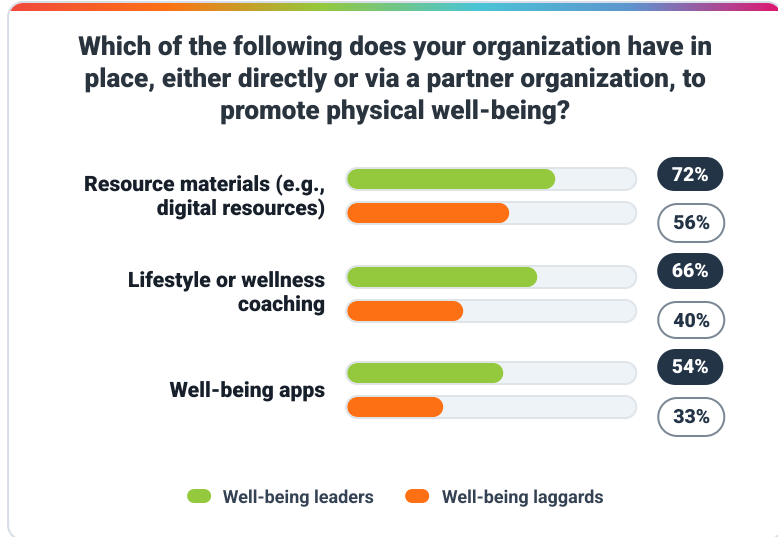 Which of the following does your organization have in
place, either directly or via a partner organization, to
promote physical well-being?
Resource materials (e.g.,
digital resources)
72%
56%
Lifestyle or wellness
coaching
66%
40%
Well-being apps
54%
33%
Well-being leaders
Well-being laggards